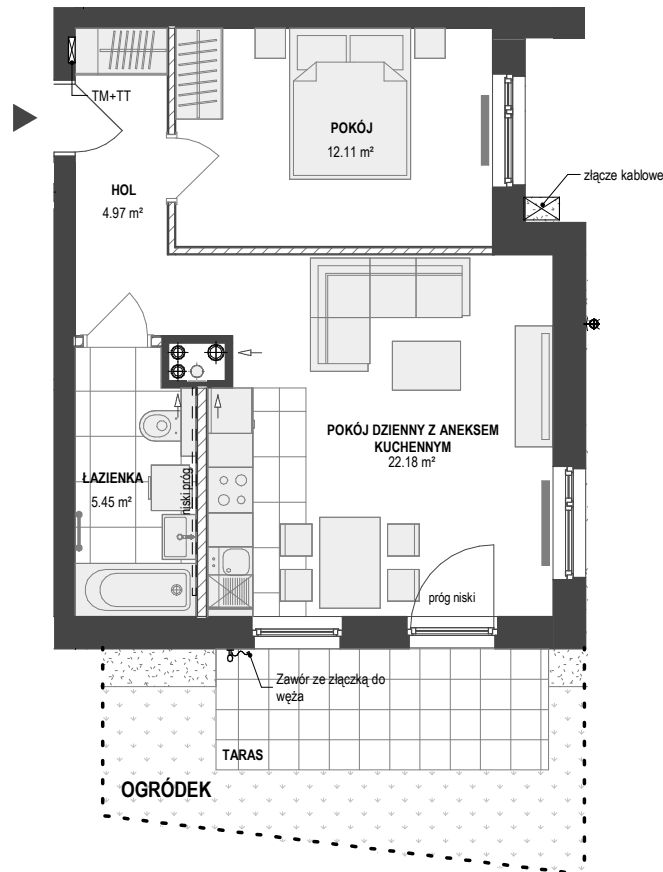 TM+TT
POKÓJ
12.11 m²
złącze kablowe
HOL
4.97 m²
POKÓJ DZIENNY Z ANEKSEM
KUCHENNYM
22.18 m²
ŁAZIENKA
5.45 m²
niski próg
próg niski
Zawór ze złączką do
węża
TARAS
OGRÓDEK